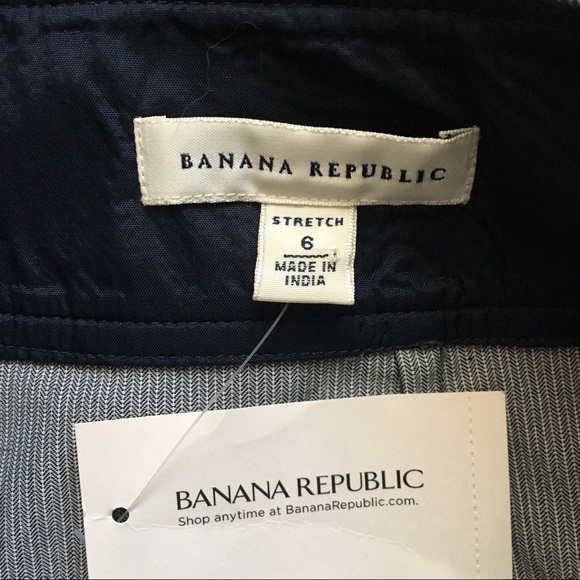 BANANA REPUBLIC
STRETCH
6
MADE IN
INDIA
BANANA REPUBLIC
Shop anytime at BananaRepublic.com.